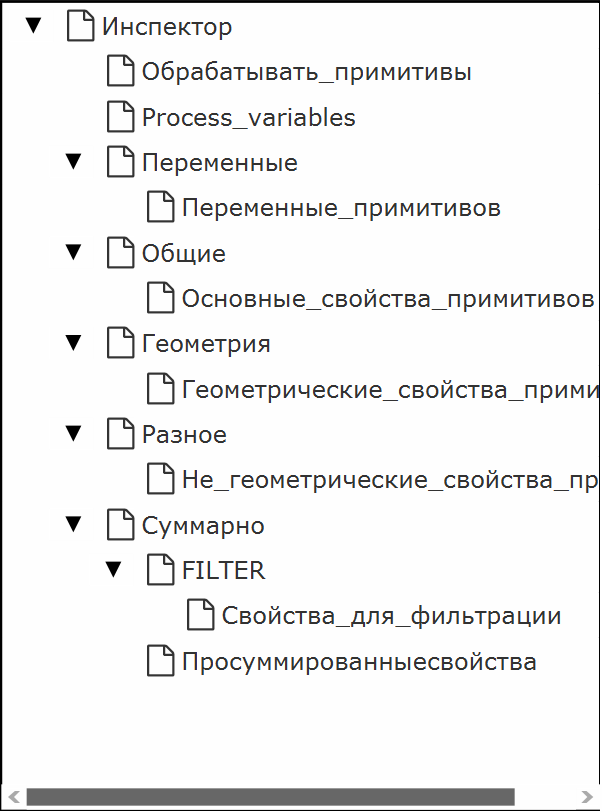 Инспектор
Обрабатывать_примитивы
Process_variables
Переменные
Переменные_примитивов
Общие
Основные_свойства_примитивов
Геометрия
Геометрические_свойства_прими
Разное
Не_геометрические_свойства_пр
Суммарно
FILTER
Свойства_для_фильтрации
Просуммированныесвойства